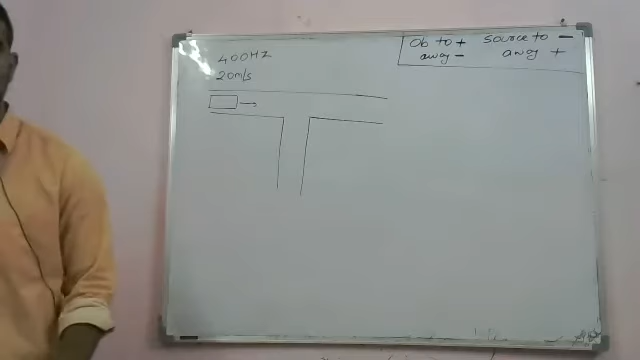 400HZ
20m/s
Ob to + Source to -
away - away +